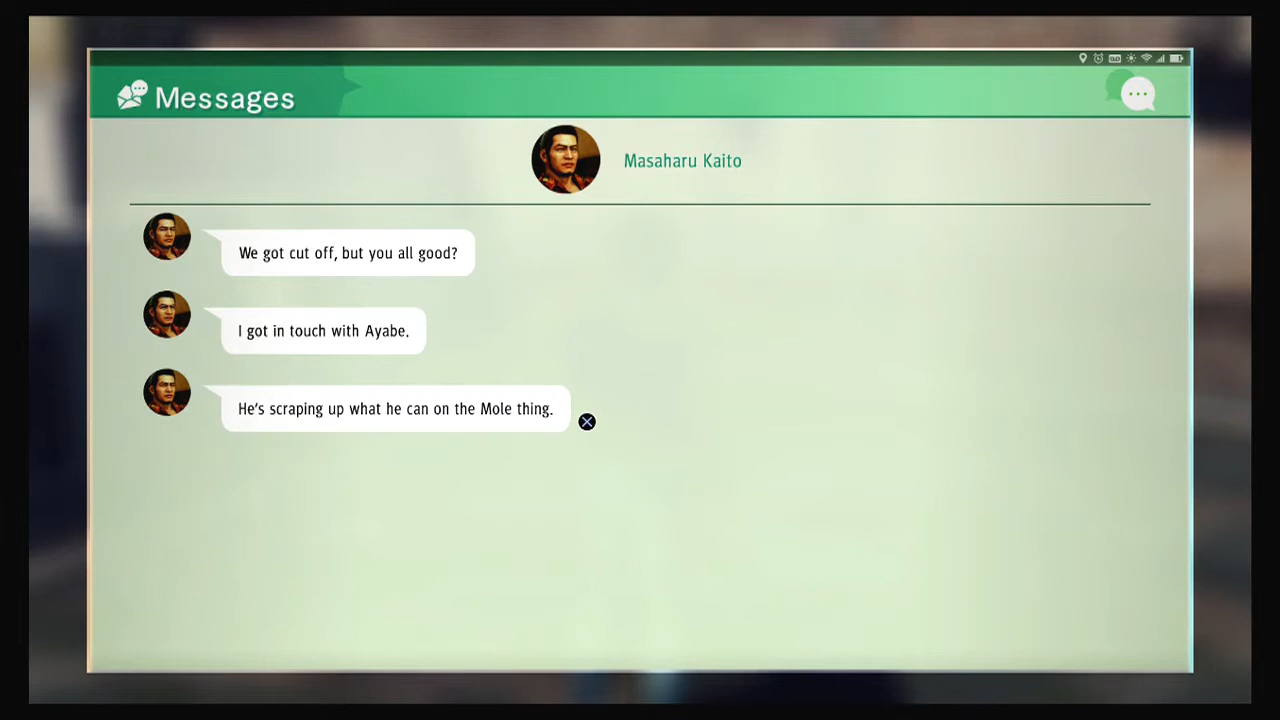 Messages
Masaharu Kaito
We got cut off, but you all good?
I got in touch with Ayabe.
He's scraping up what he can on the Mole thing.